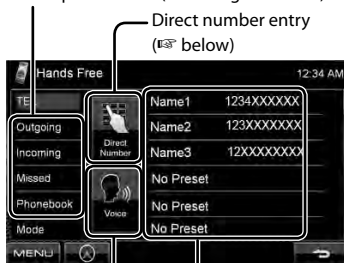 Direct number entry
(☞ below)
Hands Free
12:34 AM
TEL
Outgoing
Incoming
Missed
Phonebook
Mode
MENU
Direct
Number
Voice
Name1 1234XXXXXX
Name2 123XXXXXX
Name3 12XXXXXXXX
No Preset
No Preset
No Preset